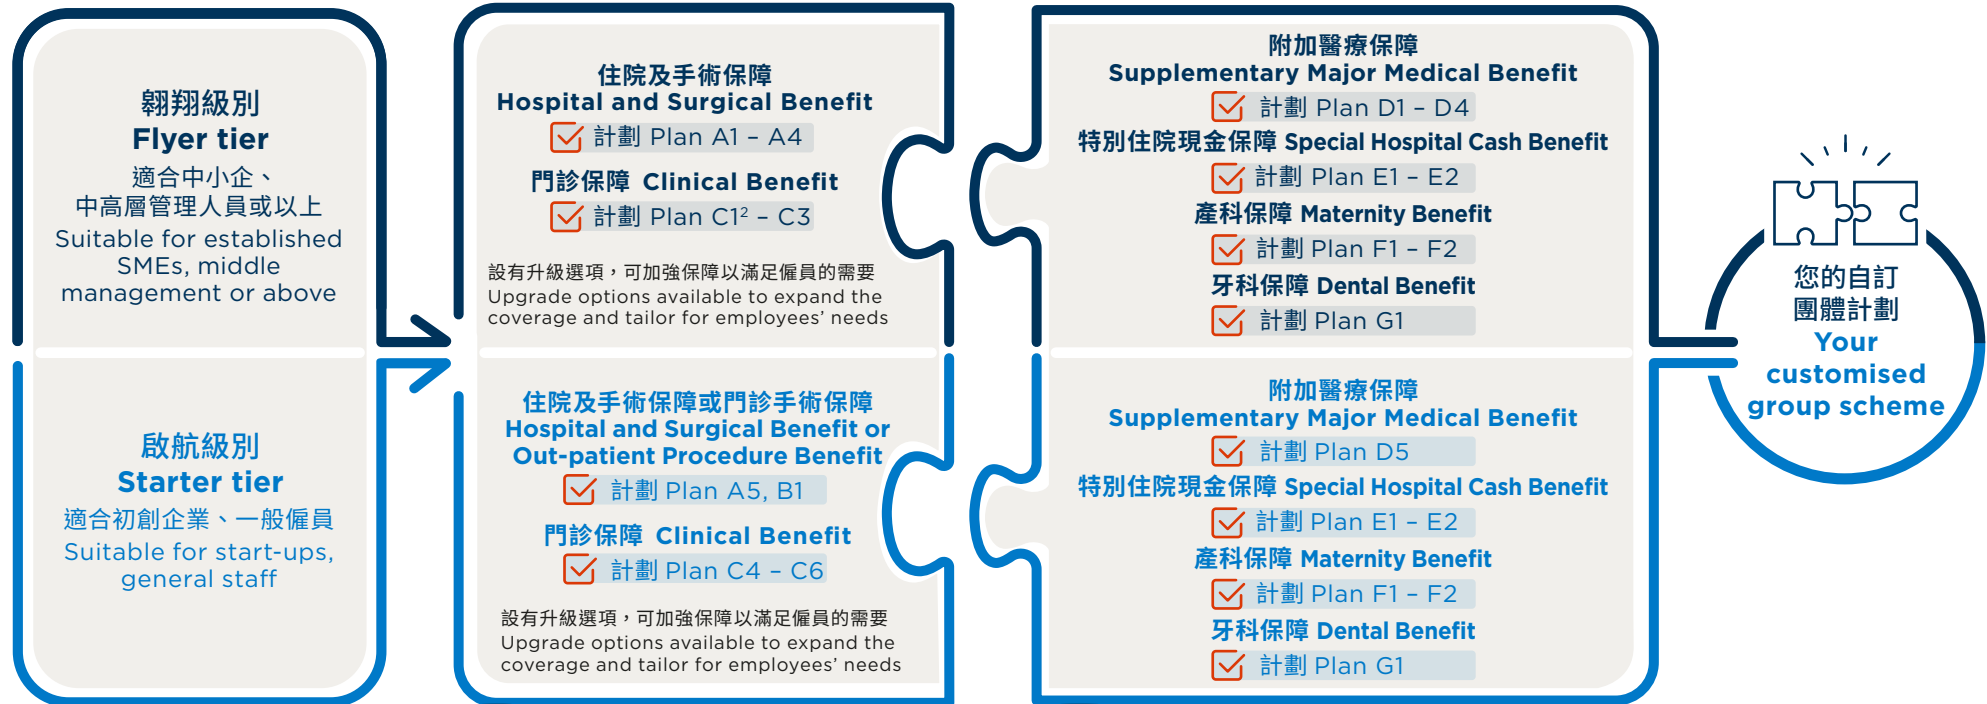 翱翔級別
Flyer tier
適合中小企、
中高層管理人員或以上
Suitable for established
SMEs, middle
management or above
啟航級別
Starter tier
適合初創企業、一般僱員
Suitable for start-ups,
general staff
住院及手術保障
Hospital and Surgical Benefit
計劃 Plan A1 – A4
門診保障 Clinical Benefit
計劃 Plan C1² – C3
設有升級選項，可加強保障以滿足僱員的需要
Upgrade options available to expand the
coverage and tailor for employees’ needs
住院及手術保障或門診手術保障
Hospital and Surgical Benefit or
Out-patient Procedure Benefit
計劃 Plan A5, B1
門診保障 Clinical Benefit
計劃 Plan C4 – C6
設有升級選項，可加強保障以滿足僱員的需要
Upgrade options available to expand the
coverage and tailor for employees’ needs
附加醫療保障
Supplementary Major Medical Benefit
計劃 Plan D1 – D4
特別住院現金保障 Special Hospital Cash Benefit
計劃 Plan E1 – E2
產科保障 Maternity Benefit
計劃 Plan F1 – F2
牙科保障 Dental Benefit
計劃 Plan G1
附加醫療保障
Supplementary Major Medical Benefit
計劃 Plan D5
特別住院現金保障 Special Hospital Cash Benefit
計劃 Plan E1 – E2
產科保障 Maternity Benefit
計劃 Plan F1 – F2
牙科保障 Dental Benefit
計劃 Plan G1
您的自訂
團體計劃
Your
customised
group scheme